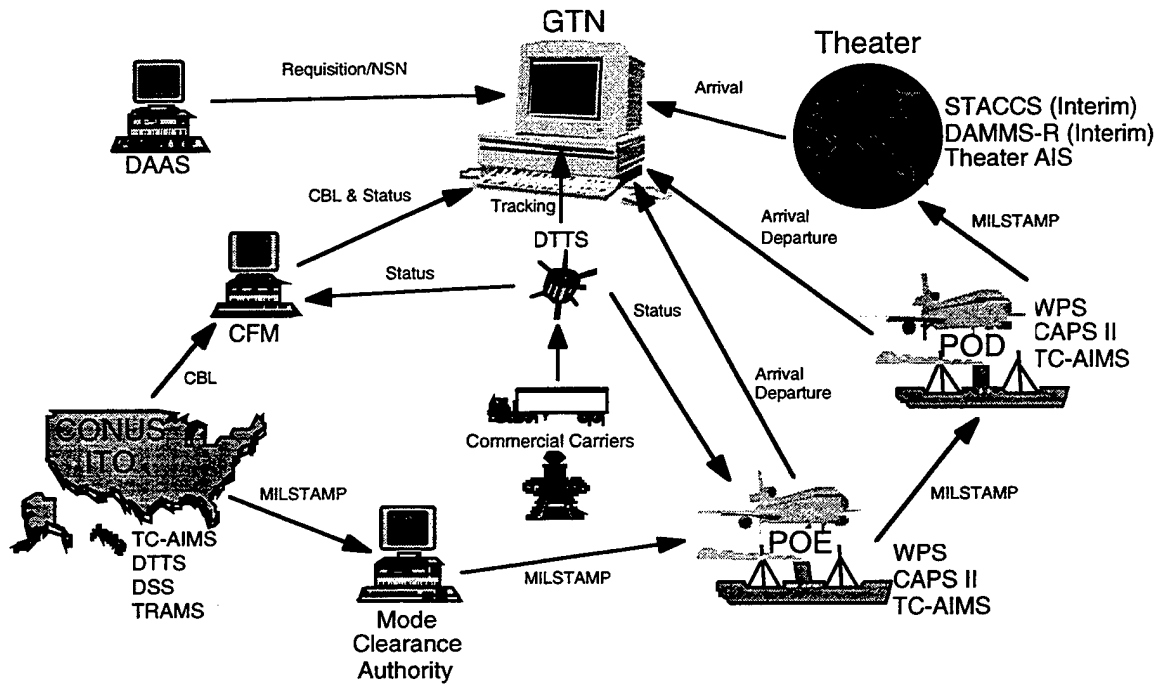 GTN
Theater
Requisition/NSN
Arrival
DAAS
STACCS (Interim)
DAMMS-R (Interim)
Theater AIS
CBL & Status
Tracking
Arrival
Departure
MILSTAMP
DTTS
Status
Status
CFM
WPS
CAPS II
TC-AIMS
POD
CBL
Arrival
Departure
CONUS
ITO
Commercial Carriers
MILSTAMP
MILSTAMP
TC-AIMS
DTTS
DSS
TRAMS
POE
WPS
CAPS II
TC-AIMS
MILSTAMP
Mode
Clearance
Authority